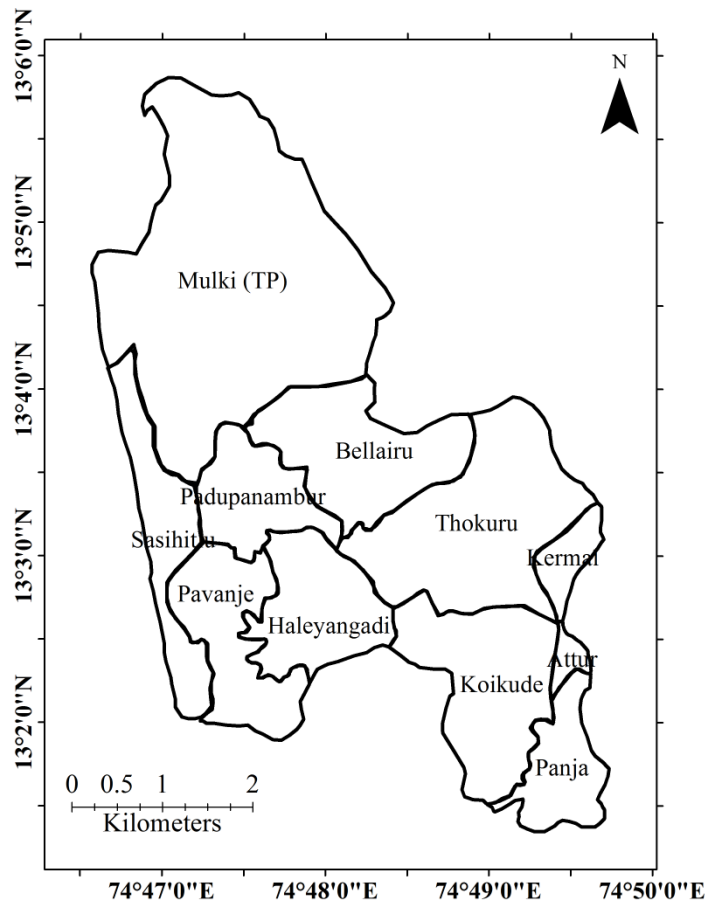 N
13°6'0"N
13°5'0"N
13°4'0"N
13°3'0"N
13°2'0"N
Mulki (TP)
Bellairu
Padupanambur
Thokuru
Sasihitlu
Kermal
Pavanje
Haleyangadi
Attur
Koikude
Panja
0 0.5 1 2
Kilometers
74°47'0"E 74°48'0"E 74°49'0"E 74°50'0"E